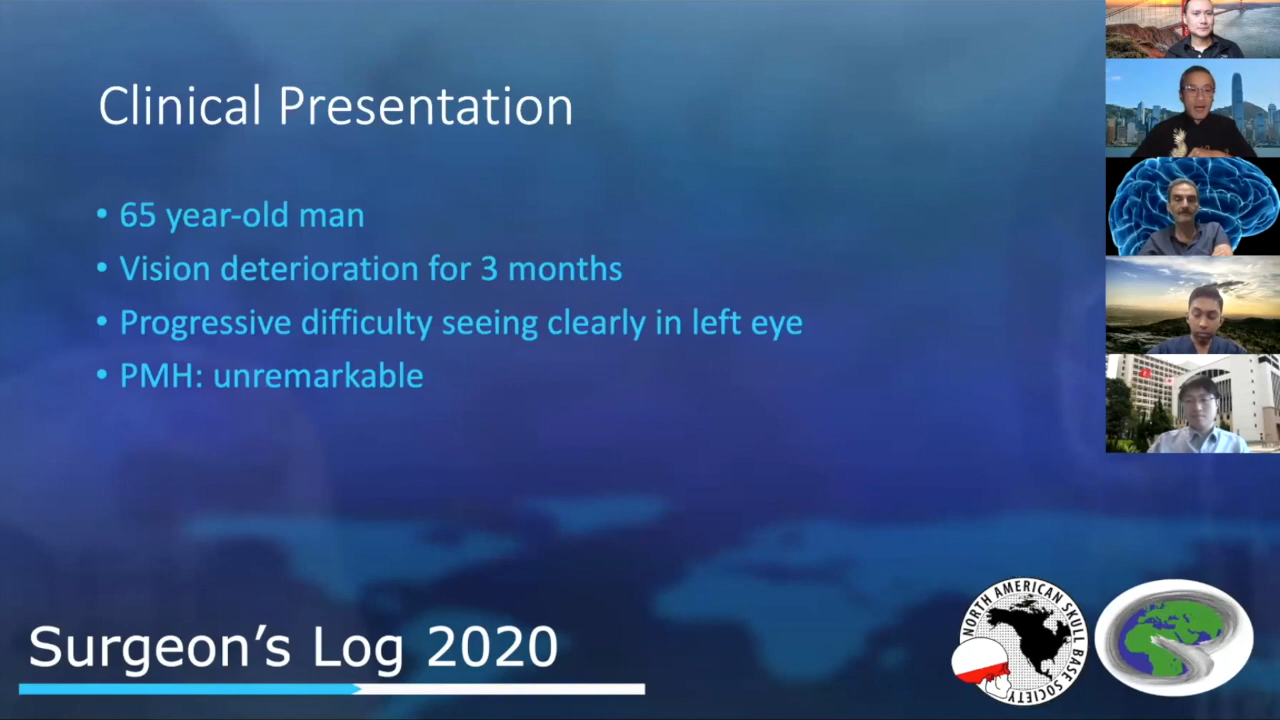 Clinical Presentation
• 65 year-old man
• Vision deterioration for 3 months
• Progressive difficulty seeing clearly in left eye
• PMH: unremarkable
Surgeon's Log 2020
NORTH AMERICAN SKULL BASE SOCIETY